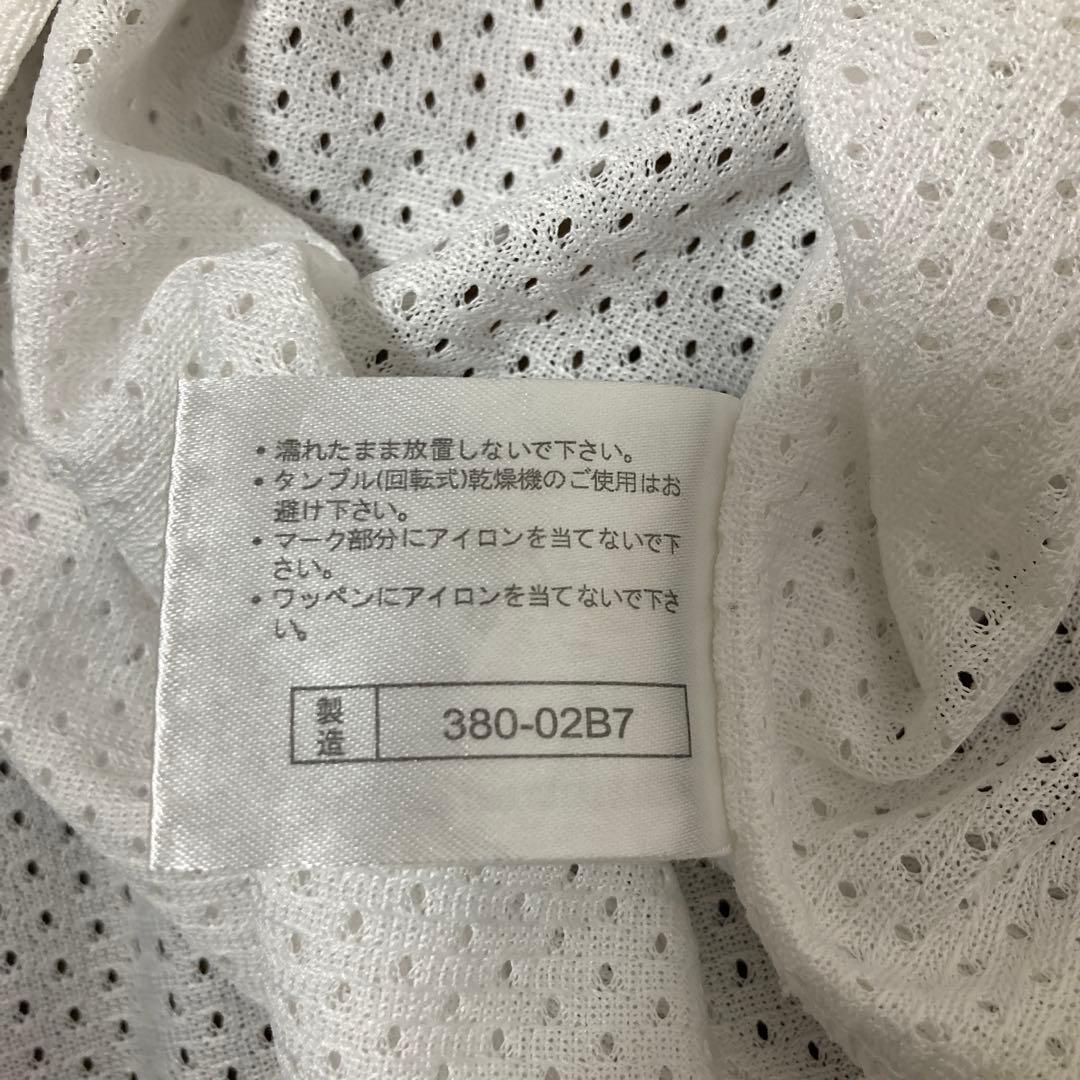 ・濡れたまま放置しないで下さい。
・タンブル(回転式)乾燥機のご使用はお
避け下さい。
・マーク部分にアイロンを当てないで下
さい。
・ワッペンにアイロンを当てないで下さ
い。
製造 380-02B7